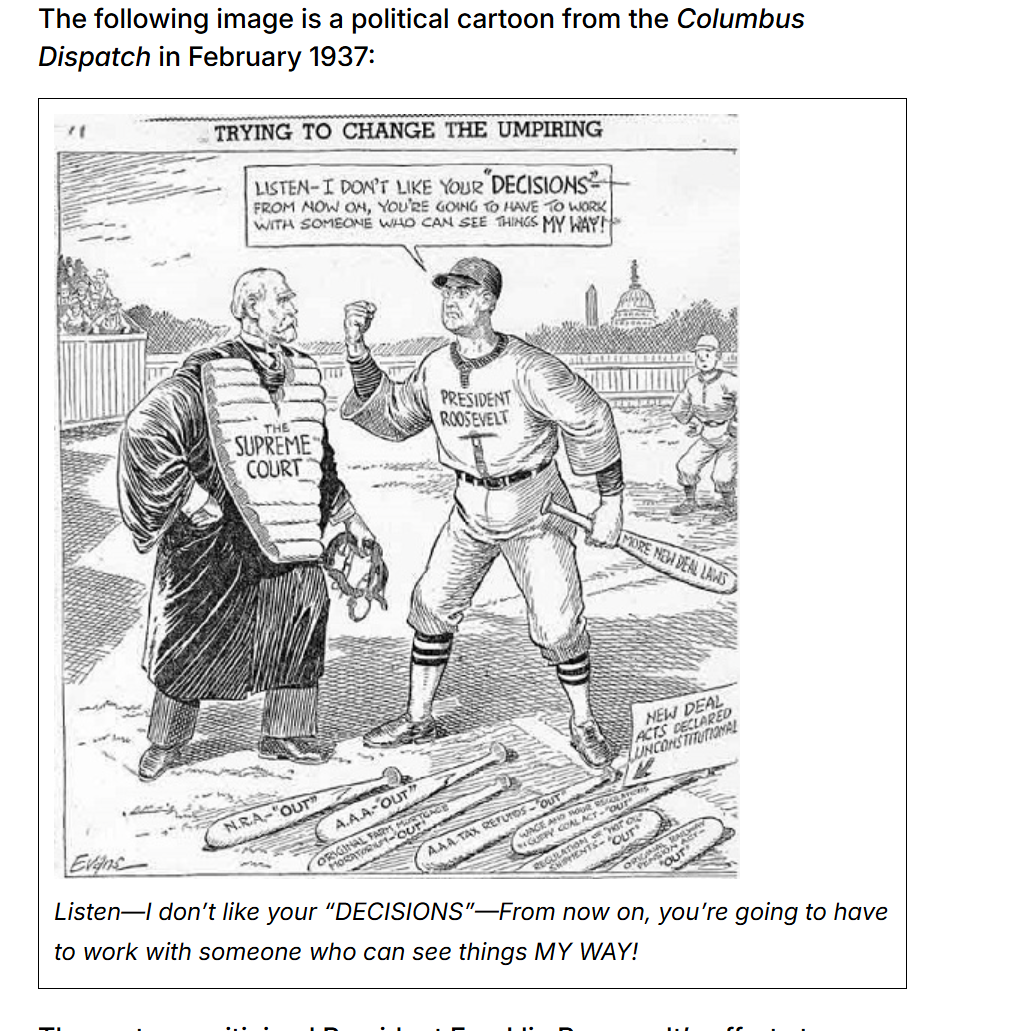 The following image is a political cartoon from the Columbus
Dispatch in February 1937:
TRYING TO CHANGE THE UMPIRING
LISTEN-I DON'T LIKE YOUR "DECISIONS"-
FROM NOW ON, YOU'RE GOING TO HAVE TO WORK
WITH SOMEONE WHO CAN SEE THINGS MY WAY!
THE
SUPREME
COURT
PRESIDENT
ROOSEVELT
MORE NEW DEAL LAWS
NEW DEAL
ACTS DECLARED
UNCONSTITUTIONAL
N.R.A.-"OUT"
A.A.A.-"OUT"
ORIGINAL FARM MORTGAGE
MORATORIUM-"OUT"
A.A.A. TAX REFUNDS-"OUT"
WAGE AND HOUR REGULATIONS
"GUFFY COAL ACT-"OUT"
REGULATION OF "HOT OIL"
SHIPMENTS-"OUT"
ORIGINAL RAILWAY
PENSION ACT-
"OUT"
Evans
Listen—I don't like your "DECISIONS"—From now on, you're going to have
to work with someone who can see things MY WAY!